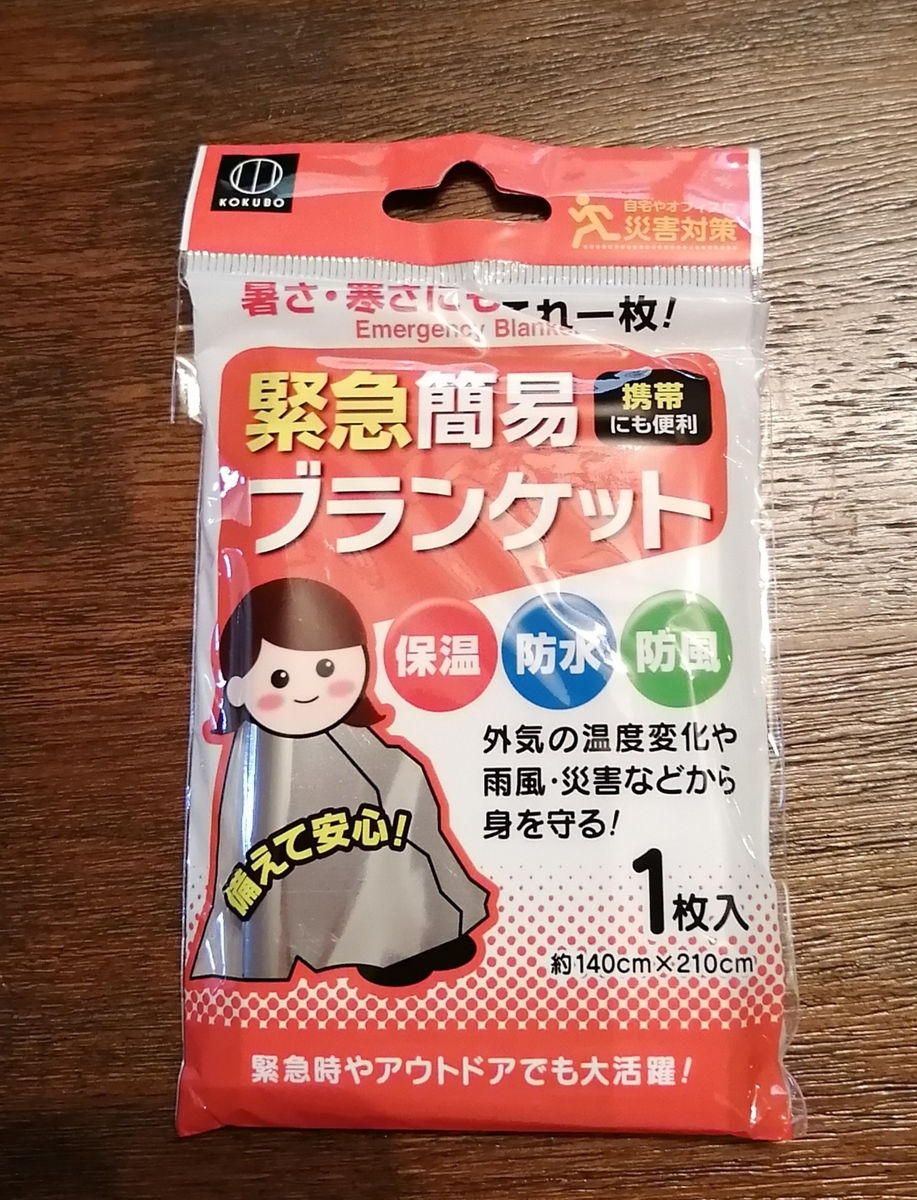 KOKUBO
自宅やオフィスに
災害対策
暑さ・寒さにもこれ一枚!
Emergency Blanket
緊急簡易
携帯
にも便利
ブランケット
保温
防水
防風
外気の温度変化や
雨風・災害などから
身を守る!
備えて安心!
1枚入
約140cm×210cm
緊急時やアウトドアでも大活躍!